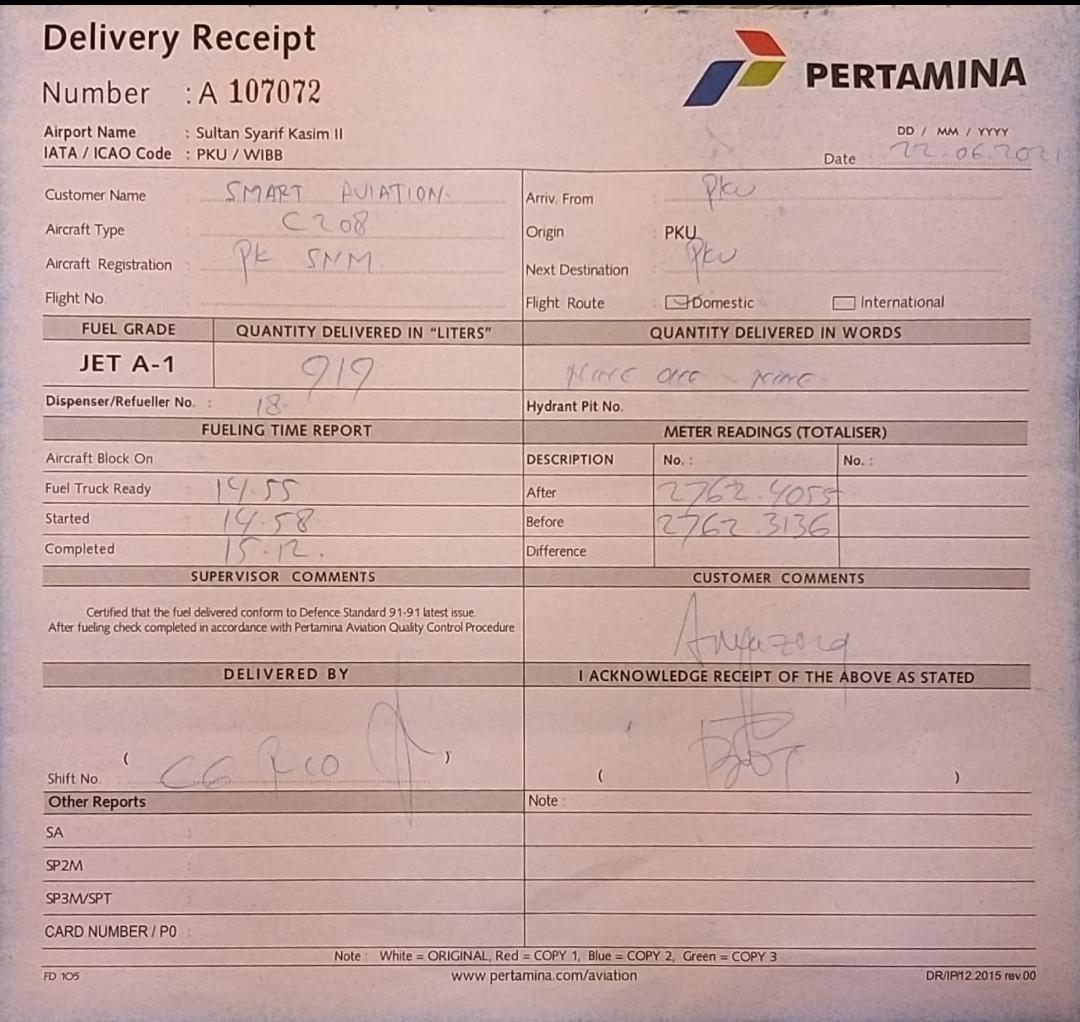 Delivery Receipt
PERTAMINA
Number : A 107072
Airport Name : Sultan Syarif Kasim II
IATA / ICAO Code : PKU / WIBB
DD / MM / YYYY
Date : 22.06.2021
Customer Name : SMART AVIATION.
Aircraft Type : C208
Aircraft Registration : PK SNM
Flight No :
Arriv. From : PKU
Origin : PKU
Next Destination : PKU
Flight Route : Domestic International
FUEL GRADE QUANTITY DELIVERED IN "LITERS" QUANTITY DELIVERED IN WORDS
JET A-1 919 NINE ONE NINE
Dispenser/Refueller No. : 18
Hydrant Pit No.
FUELING TIME REPORT
METER READINGS (TOTALISER)
Aircraft Block On
DESCRIPTION No. : No. :
Fuel Truck Ready 14.55
After 2762.4055
Started 14.58
Before 2762.3136
Completed 15.12.
Difference
SUPERVISOR COMMENTS
CUSTOMER COMMENTS
Certified that the fuel delivered conform to Defence Standard 91-91 latest issue.
After fueling check completed in accordance with Pertamina Aviation Quality Control Procedure
DELIVERED BY
I ACKNOWLEDGE RECEIPT OF THE ABOVE AS STATED
( )
Shift No.
( )
Other Reports
Note :
SA :
SP2M :
SP3M/SPT :
CARD NUMBER / PO :
Note : White = ORIGINAL, Red = COPY 1, Blue = COPY 2, Green = COPY 3
FD 105
www.pertamina.com/aviation
DR/IP/12.2015 rev.00